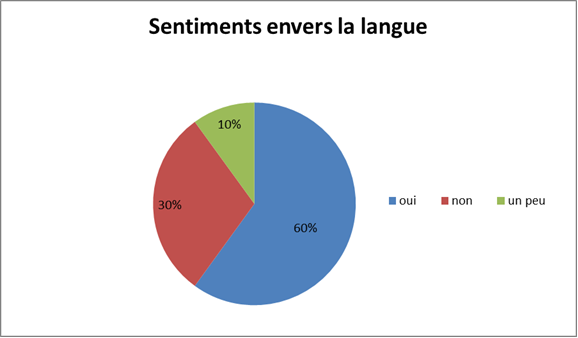 Sentiments envers la langue
10%
30%
60%
oui non un peu